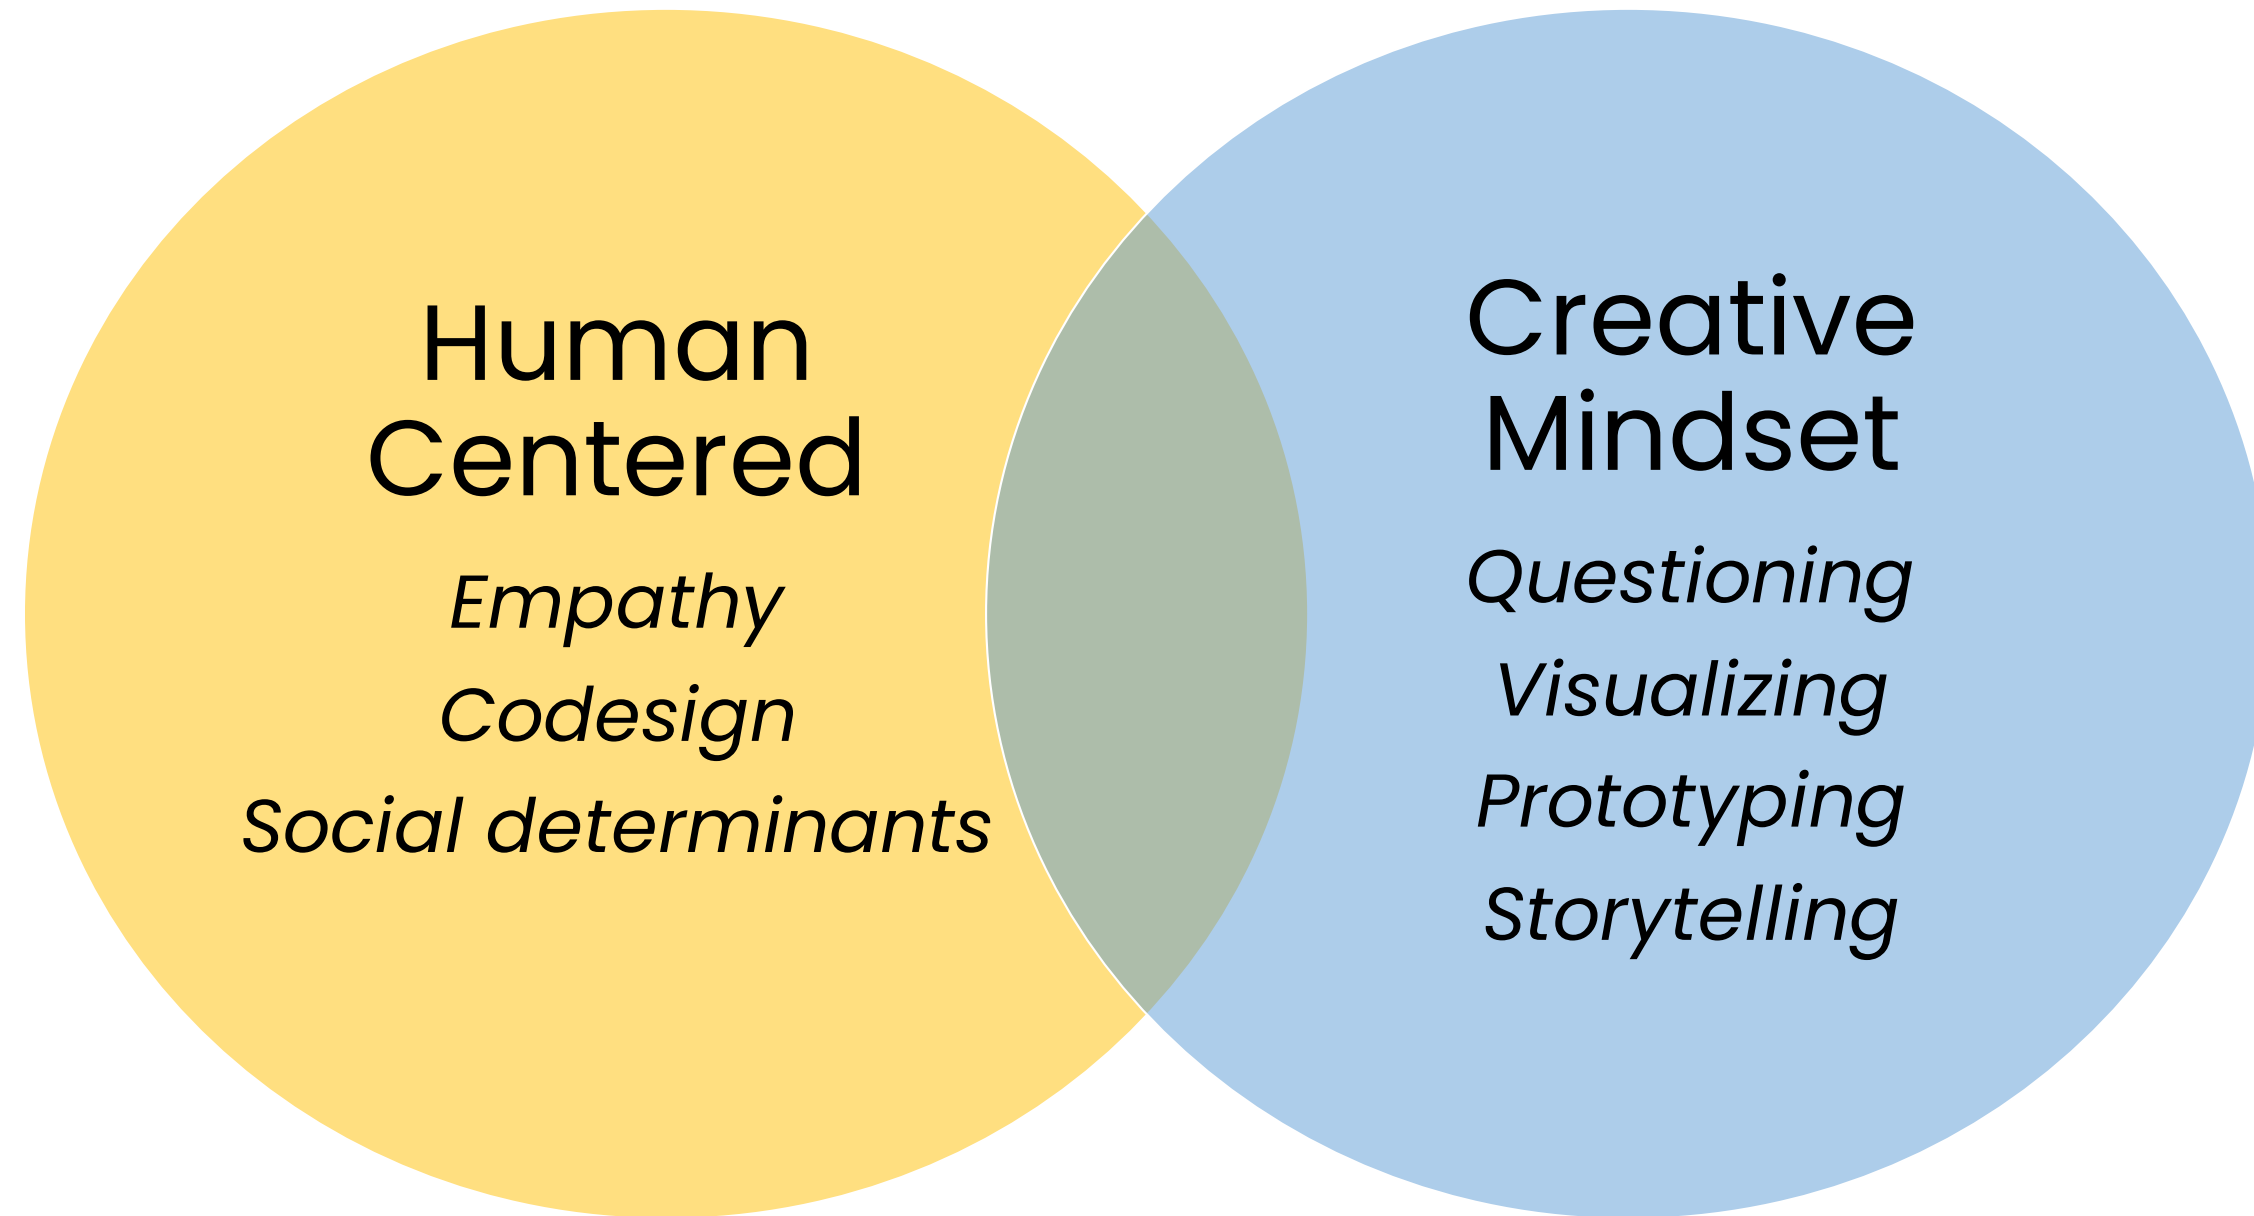 Human
Centered
Empathy
Codesign
Social determinants
Creative
Mindset
Questioning
Visualizing
Prototyping
Storytelling